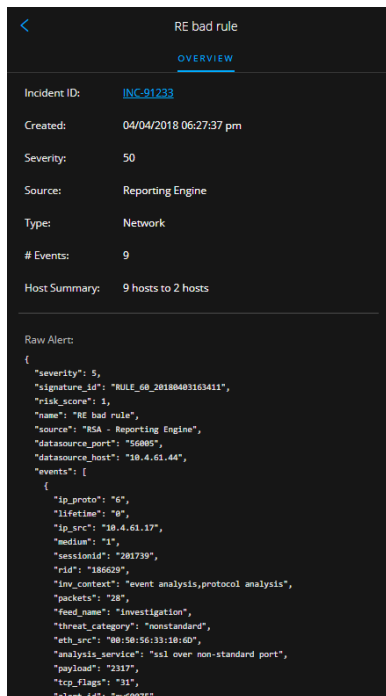 RE bad rule
OVERVIEW
Incident ID: INC-91233
Created: 04/04/2018 06:27:37 pm
Severity: 50
Source: Reporting Engine
Type: Network
# Events: 9
Host Summary: 9 hosts to 2 hosts
Raw Alert:
{
"severity": 5,
"signature_id": "RULE_60_20180403163411",
"risk_score": 1,
"name": "RE bad rule",
"source": "RSA - Reporting Engine",
"datasource_port": "56005",
"datasource_host": "10.4.61.44",
"events": [
{
"ip_proto": "6",
"lifetime": "0",
"ip_src": "10.4.61.17",
"medium": "1",
"sessionid": "201739",
"rid": "186629",
"inv_context": "event analysis,protocol analysis",
"packets": "28",
"feed_name": "investigation",
"threat_category": "nonstandard",
"eth_src": "00:50:56:33:10:6D",
"analysis_service": "ssl over non-standard port",
"payload": "2317",
"tcp_flags": "31",